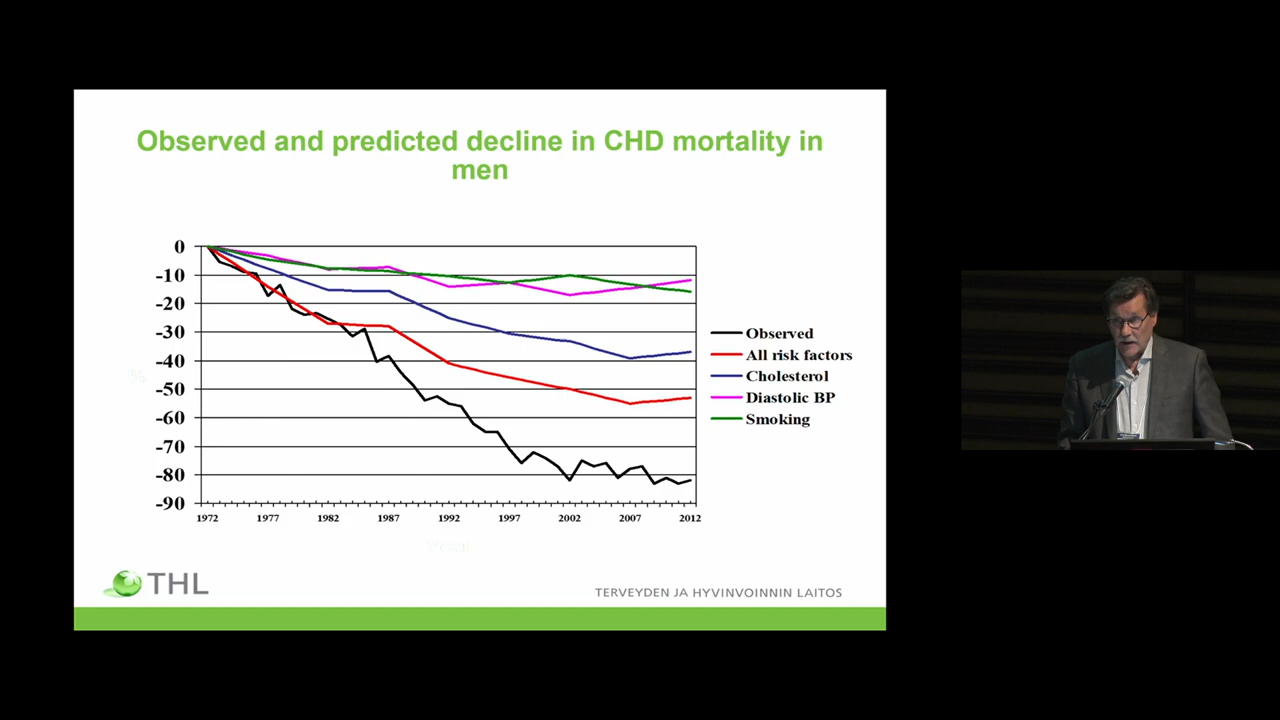 Observed and predicted decline in CHD mortality in
men
0
-10
-20
-30
-40
-50
-60
-70
-80
-90
%
1972 1977 1982 1987 1992 1997 2002 2007 2012
Observed
All risk factors
Cholesterol
Diastolic BP
Smoking
THL
TERVEYDEN JA HYVINVOINNIN LAITOS